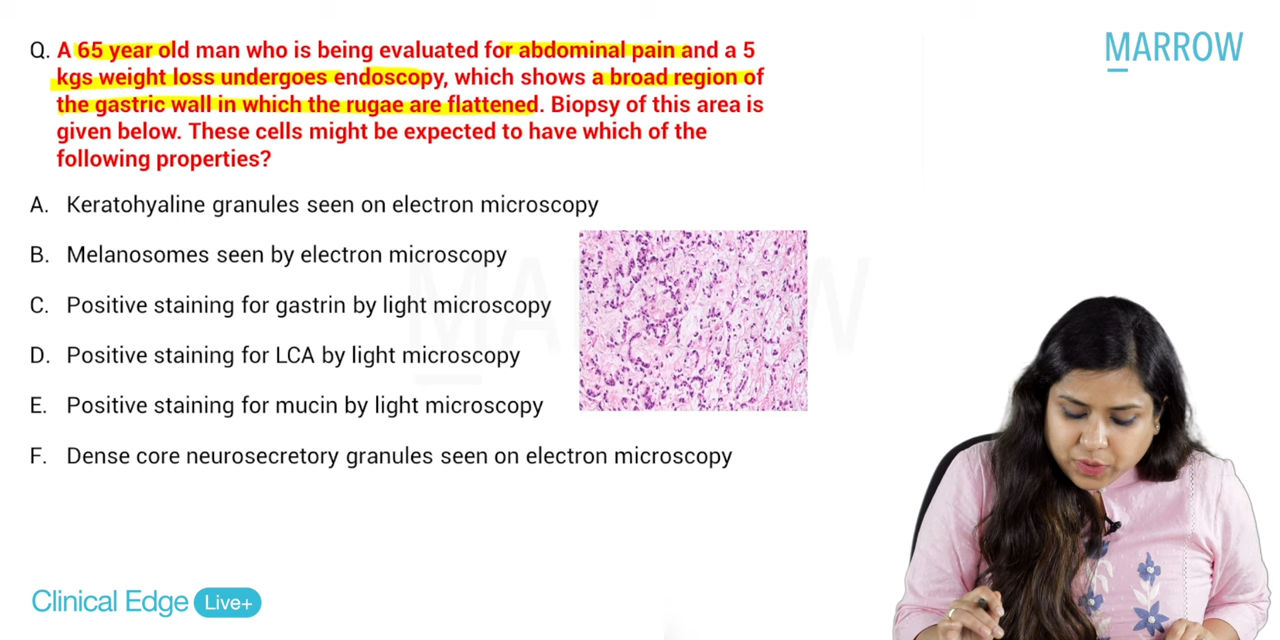 MARROW
Q. A 65 year old man who is being evaluated for abdominal pain and a 5
kgs weight loss undergoes endoscopy, which shows a broad region of
the gastric wall in which the rugae are flattened. Biopsy of this area is
given below. These cells might be expected to have which of the
following properties?
A. Keratohyaline granules seen on electron microscopy
B. Melanosomes seen by electron microscopy
C. Positive staining for gastrin by light microscopy
D. Positive staining for LCA by light microscopy
E. Positive staining for mucin by light microscopy
F. Dense core neurosecretory granules seen on electron microscopy
MARROW
Clinical Edge Live+